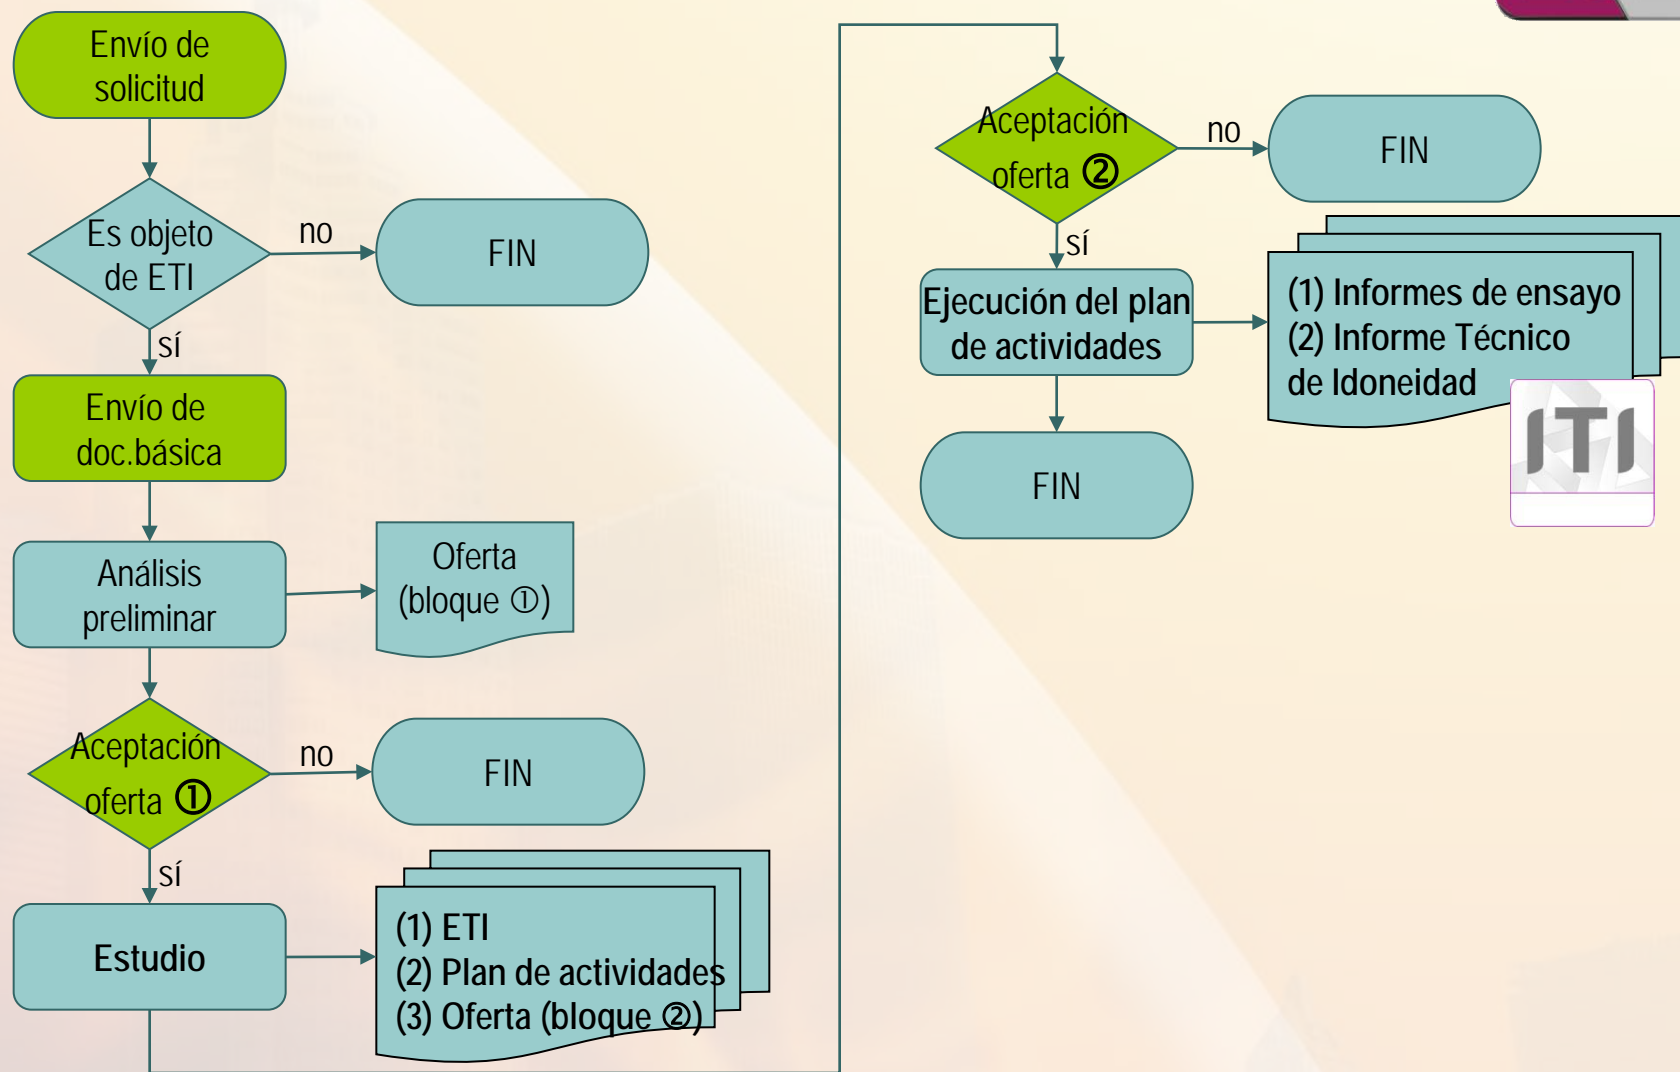 Envío de
solicitud
Es objeto
de ETI
no
FIN
sí
Envío de
doc.básica
Análisis
preliminar
Oferta
(bloque ①)
Aceptación
oferta ①
no
FIN
sí
Estudio
(1) ETI
(2) Plan de actividades
(3) Oferta (bloque ②)
Aceptación
oferta ②
no
FIN
sí
Ejecución del plan
de actividades
(1) Informes de ensayo
(2) Informe Técnico
de Idoneidad
ITI
FIN